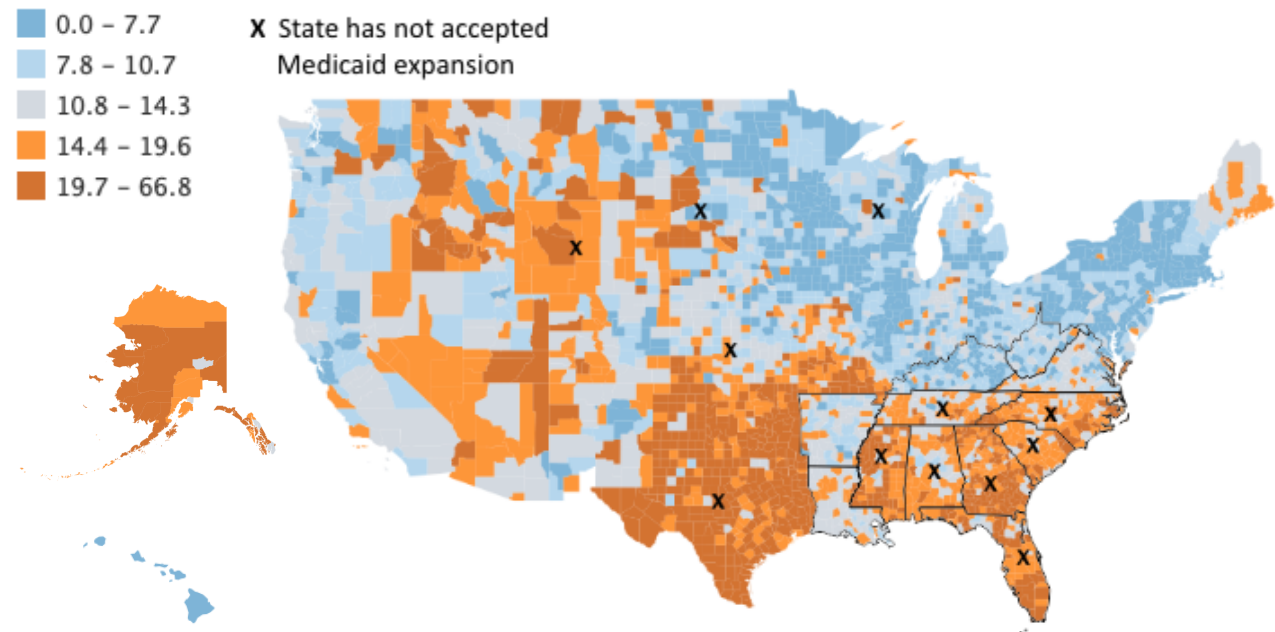 0.0 – 7.7
7.8 – 10.7
10.8 – 14.3
14.4 – 19.6
19.7 – 66.8
X State has not accepted
Medicaid expansion
X
X
X
X
X
X
X
X
X
X
X
X